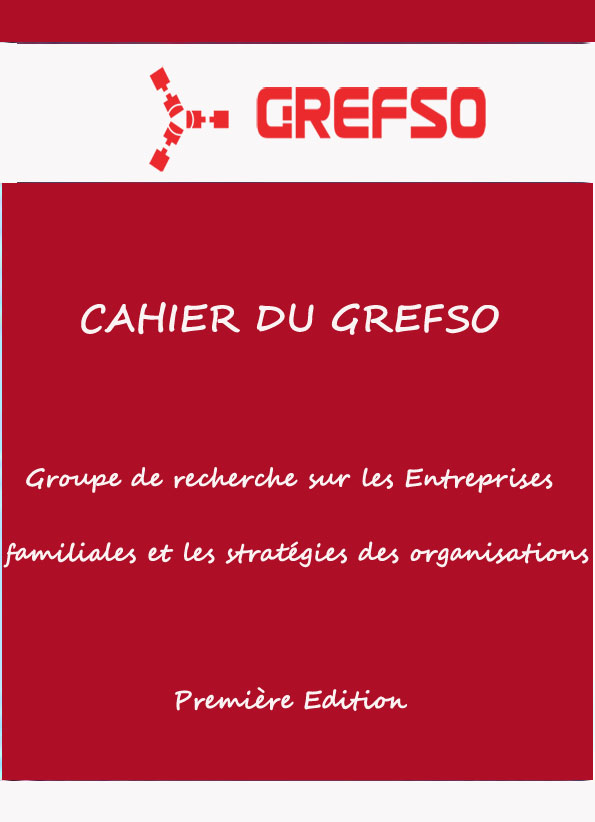 GREFSO
CAHIER DU GREFSO
Groupe de recherche sur les Entreprises
familiales et les stratégies des organisations
Première Edition